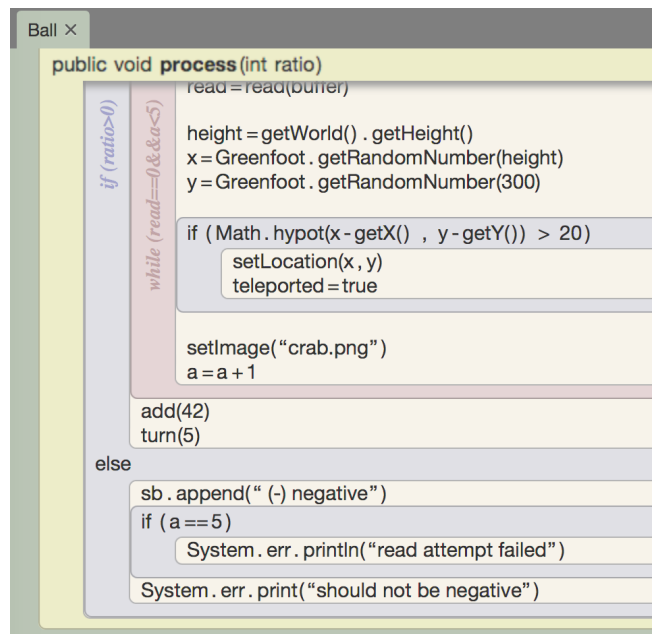 Ball ×
public void process(int ratio)
if (ratio>0)
while (read==0&&a<5)
read=read(buffer)
height=getWorld().getHeight()
x=Greenfoot.getRandomNumber(height)
y=Greenfoot.getRandomNumber(300)
if (Math.hypot(x-getX() , y-getY()) > 20)
setLocation(x,y)
teleported=true
setImage(“crab.png”)
a=a+1
add(42)
turn(5)
else
sb.append(“ (-) negative”)
if (a==5)
System.err.println(“read attempt failed”)
System.err.print(“should not be negative”)